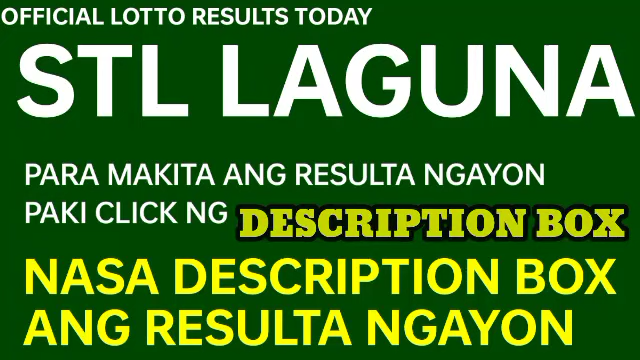 OFFICIAL LOTTO RESULTS TODAY
STL LAGUNA
PARA MAKITA ANG RESULTA NGAYON
PAKI CLICK NG DESCRIPTION BOX
NASA DESCRIPTION BOX
ANG RESULTA NGAYON